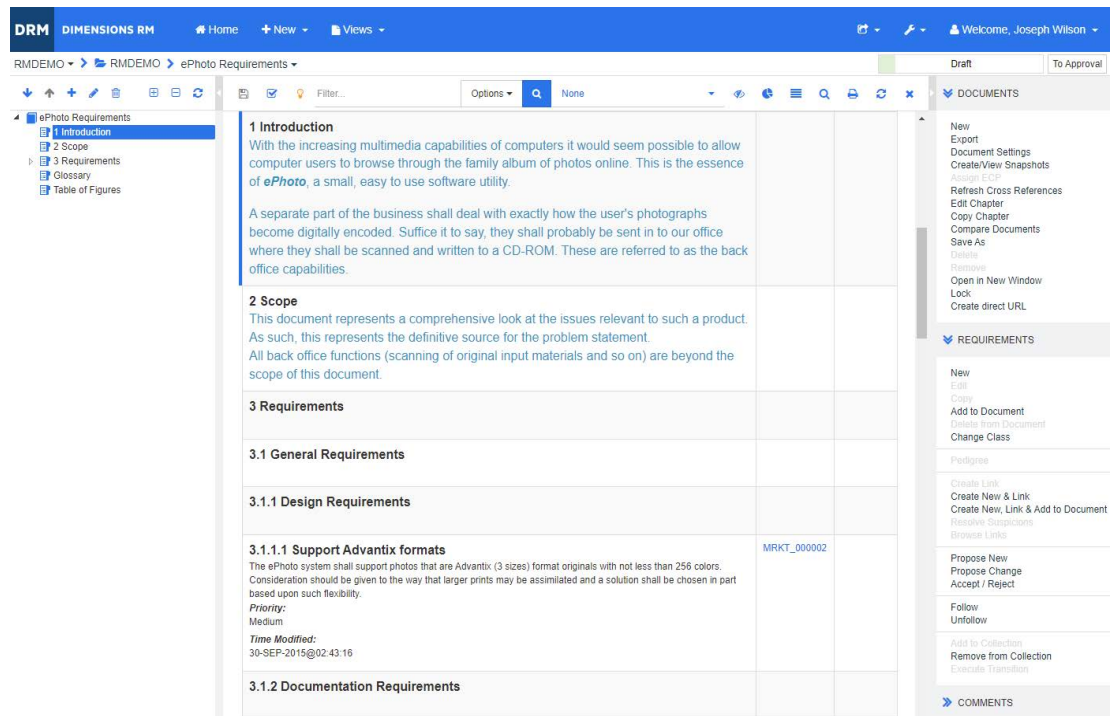 DRM DIMENSIONS RM Home New Views Welcome, Joseph Wilson
RMDEMO RMDEMO ePhoto Requirements Draft To Approval
Filter... Options None
ePhoto Requirements
1 Introduction
2 Scope
3 Requirements
Glossary
Table of Figures
1 Introduction
With the increasing multimedia capabilities of computers it would seem possible to allow
computer users to browse through the family album of photos online. This is the essence
of ePhoto, a small, easy to use software utility.
A separate part of the business shall deal with exactly how the user's photographs
become digitally encoded. Suffice it to say, they shall probably be sent in to our office
where they shall be scanned and written to a CD-ROM. These are referred to as the back
office capabilities.
2 Scope
This document represents a comprehensive look at the issues relevant to such a product.
As such, this represents the definitive source for the problem statement.
All back office functions (scanning of original input materials and so on) are beyond the
scope of this document.
3 Requirements
3.1 General Requirements
3.1.1 Design Requirements
3.1.1.1 Support Advantix formats MRKT_000002
The ePhoto system shall support photos that are Advantix (3 sizes) format originals with not less than 256 colors.
Consideration should be given to the way that larger prints may be assimilated and a solution shall be chosen in part
based upon such flexibility.
Priority:
Medium
Time Modified:
30-SEP-2015@02:43:16
3.1.2 Documentation Requirements
DOCUMENTS
New
Export
Document Settings
Create/View Snapshots
Assign ECP
Refresh Cross References
Edit Chapter
Copy Chapter
Compare Documents
Save As
Delete
Remove
Open in New Window
Lock
Create direct URL
REQUIREMENTS
New
Edit
Copy
Add to Document
Delete from Document
Change Class
Pedigree
Create Link
Create New & Link
Create New, Link & Add to Document
Resolve Suspicions
Browse Links
Propose New
Propose Change
Accept / Reject
Follow
Unfollow
Add to Collection
Remove from Collection
Execute Transition
COMMENTS